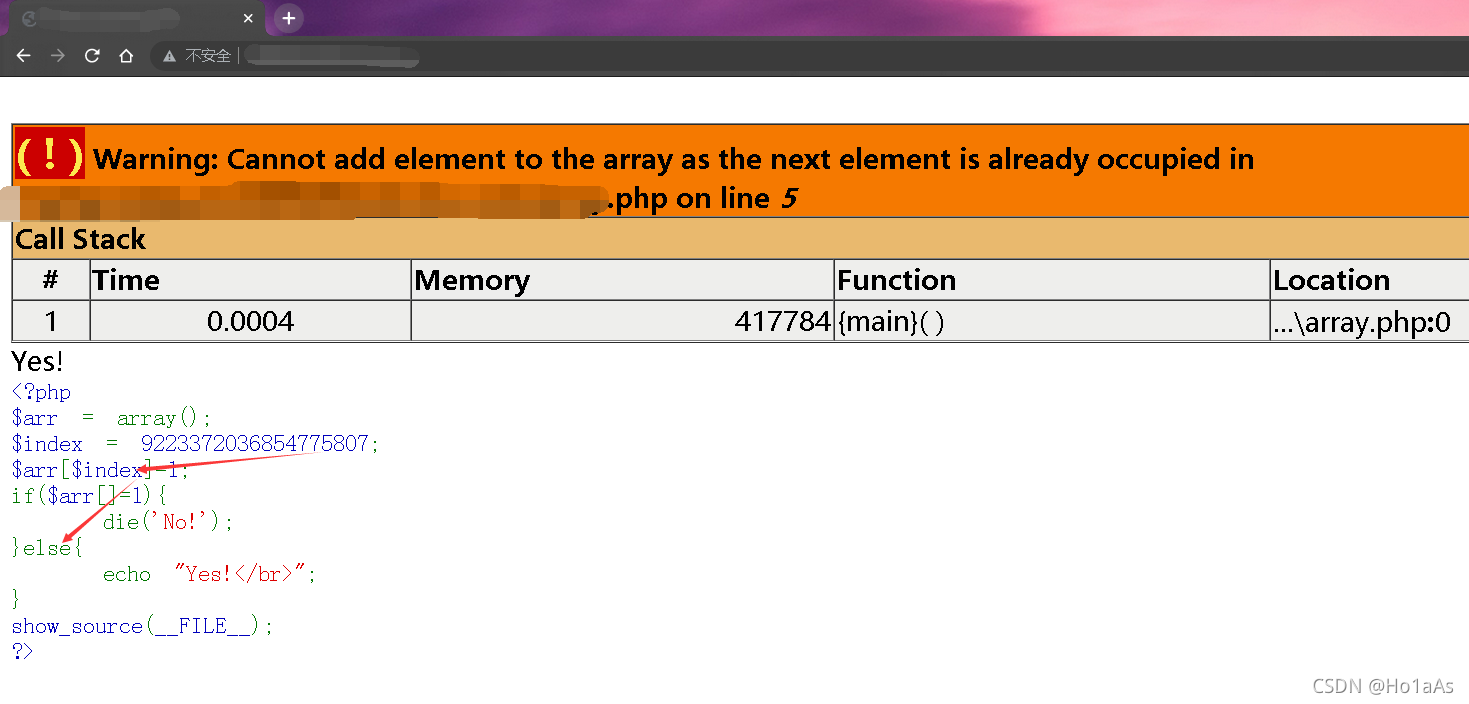 不安全
( ! ) Warning: Cannot add element to the array as the next element is already occupied in
.php on line 5
Call Stack
# Time Memory Function Location
1 0.0004 417784 {main}( ) ...\array.php:0
Yes!
<?php
$arr = array();
$index = 9223372036854775807;
$arr[$index]=1;
if($arr[]=1){
die('No!');
}else{
echo "Yes!</br>";
}
show_source(__FILE__);
?>
CSDN @Ho1aAs